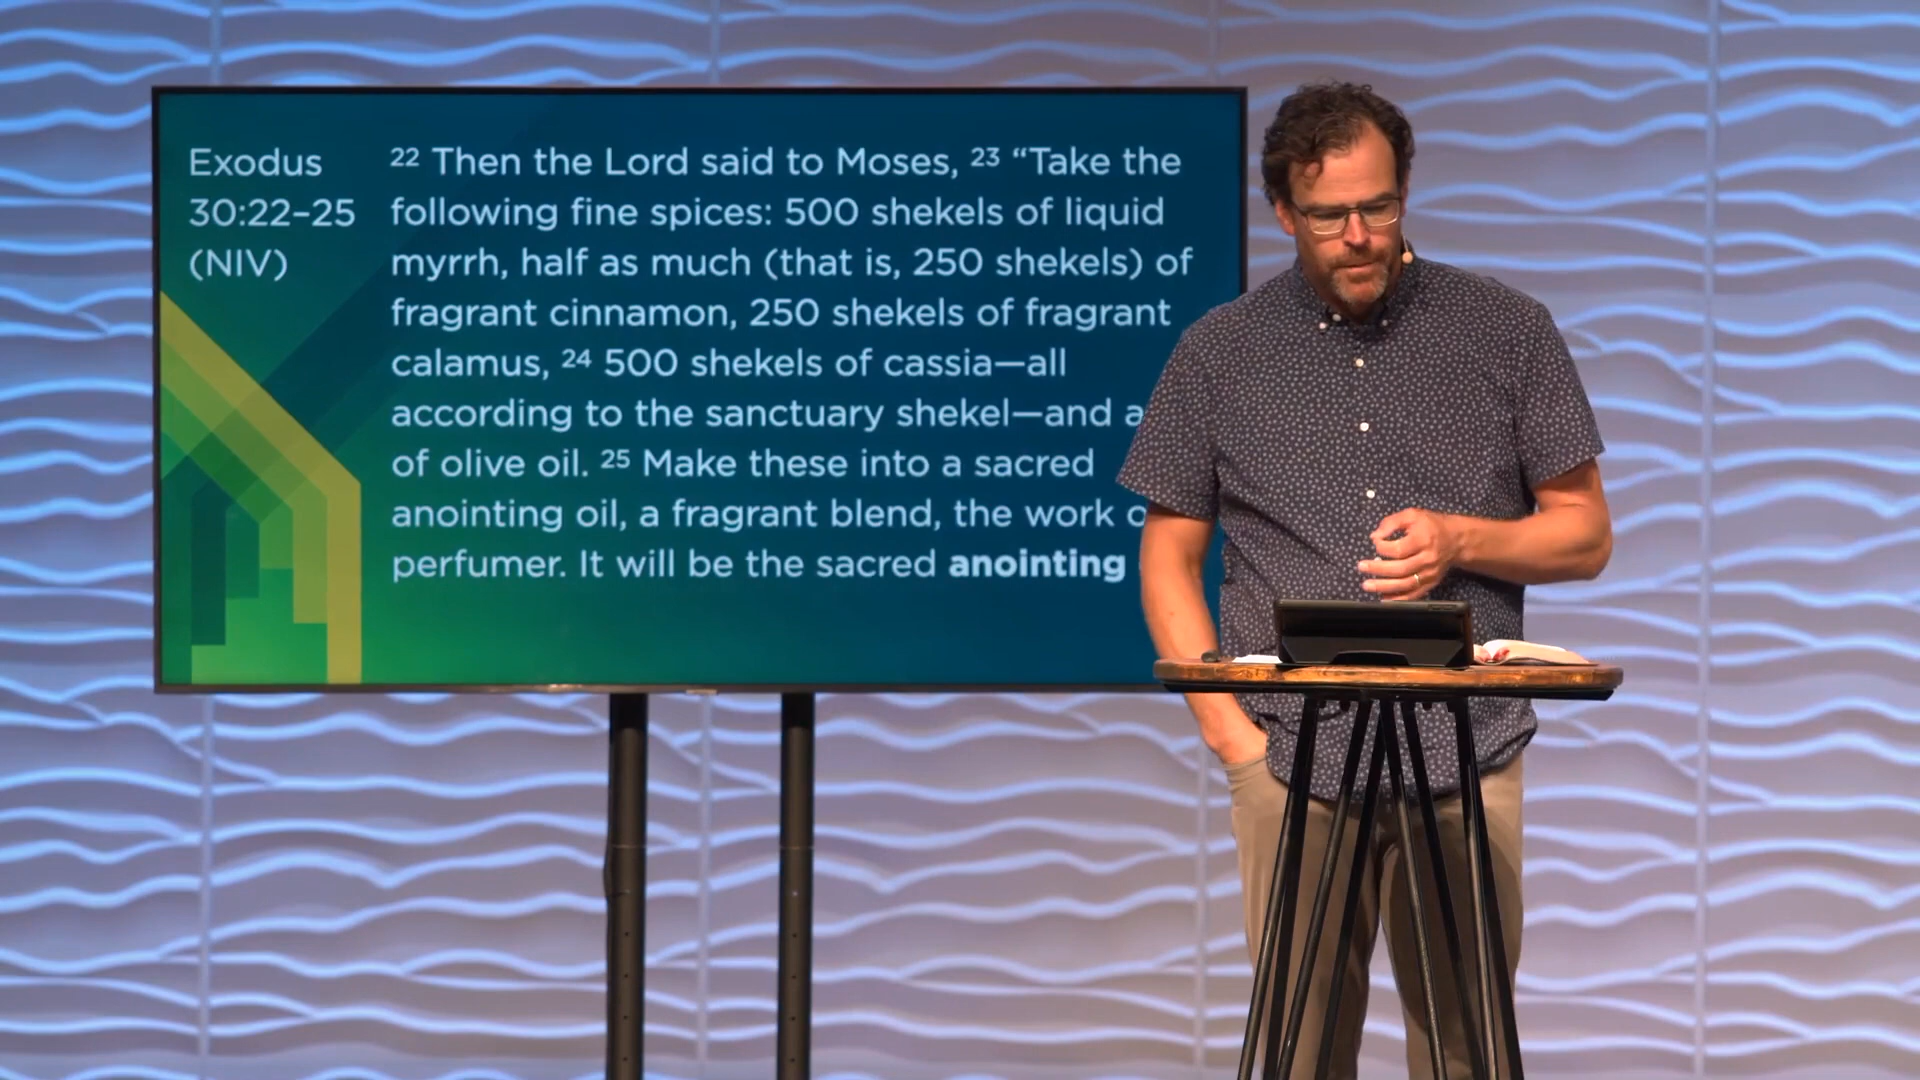 Exodus
30:22–25
(NIV)
22 Then the Lord said to Moses, 23 “Take the
following fine spices: 500 shekels of liquid
myrrh, half as much (that is, 250 shekels) of
fragrant cinnamon, 250 shekels of fragrant
calamus, 24 500 shekels of cassia—all
according to the sanctuary shekel—and a
of olive oil. 25 Make these into a sacred
anointing oil, a fragrant blend, the work
perfumer. It will be the sacred anointing